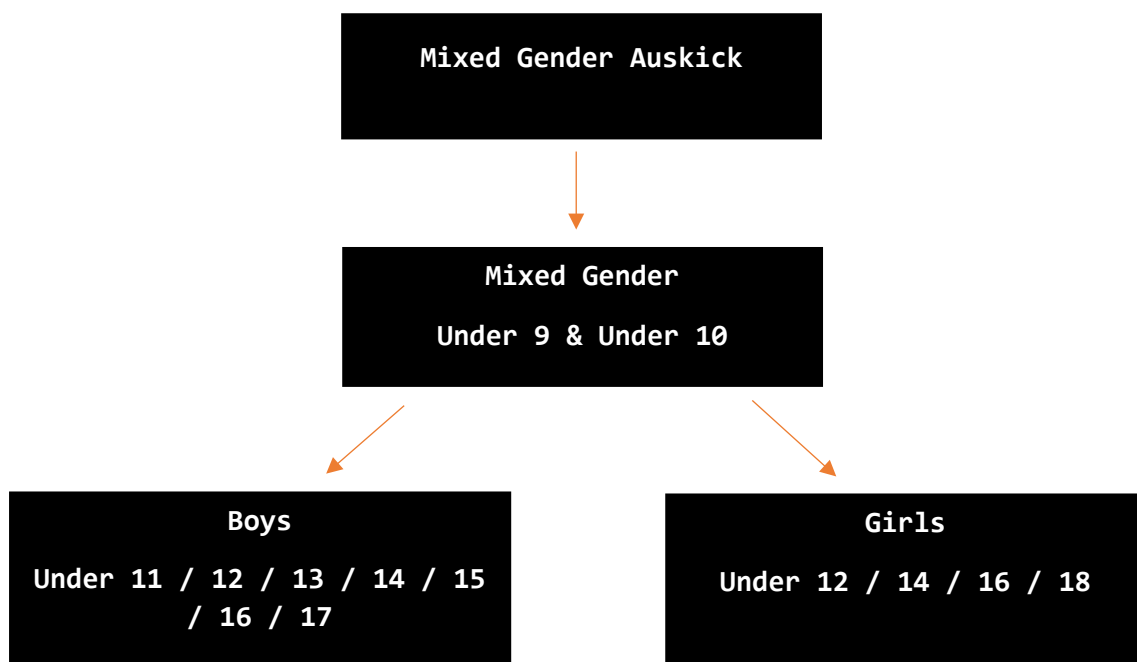 Mixed Gender Auskick
Mixed Gender
Under 9 & Under 10
Boys
Under 11 / 12 / 13 / 14 / 15
/ 16 / 17
Girls
Under 12 / 14 / 16 / 18